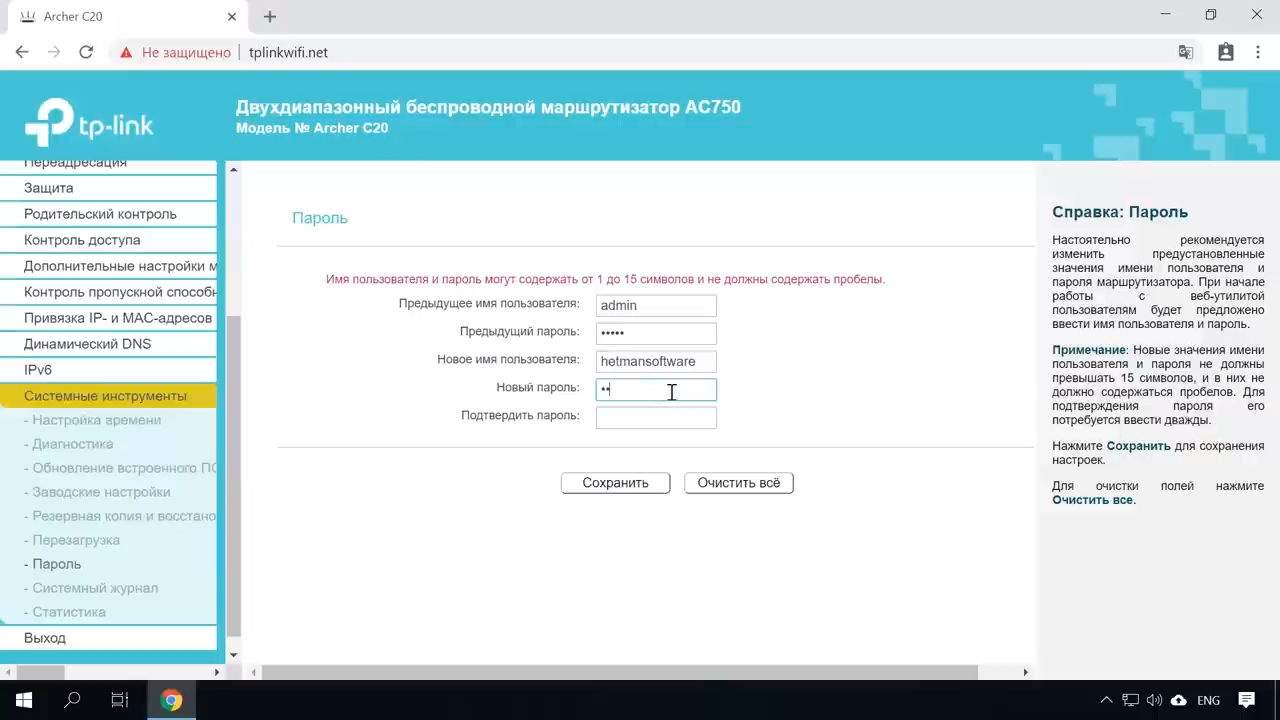 Archer C20
Не защищено
tplinkwifi.net
tp-link
Двухдиапазонный беспроводной маршрутизатор AC750
Модель № Archer C20
Переадресация
Защита
Родительский контроль
Контроль доступа
Дополнительные настройки м
Контроль пропускной способн
Привязка IP- и MAC-адресов
Динамический DNS
IPv6
Системные инструменты
- Настройка времени
- Диагностика
- Обновление встроенного ПО
- Заводские настройки
- Резервная копия и восстано
- Перезагрузка
- Пароль
- Системный журнал
- Статистика
Выход
Пароль
Имя пользователя и пароль могут содержать от 1 до 15 символов и не должны содержать пробелы.
Предыдущее имя пользователя: admin
Предыдущий пароль: •••••
Новое имя пользователя: hetmansoftware
Новый пароль: ••
Подтвердить пароль:
Сохранить Очистить всё
Справка: Пароль
Настоятельно рекомендуется
изменить предустановленные
значения имени пользователя и
пароля маршрутизатора. При начале
работы с веб-утилитой
пользователям будет предложено
ввести имя пользователя и пароль.
Примечание: Новые значения имени
пользователя и пароля не должны
превышать 15 символов, и в них не
должно содержаться пробелов. Для
подтверждения пароля его
потребуется ввести дважды.
Нажмите Сохранить для сохранения
настроек.
Для очистки полей нажмите
Очистить все.
ENG